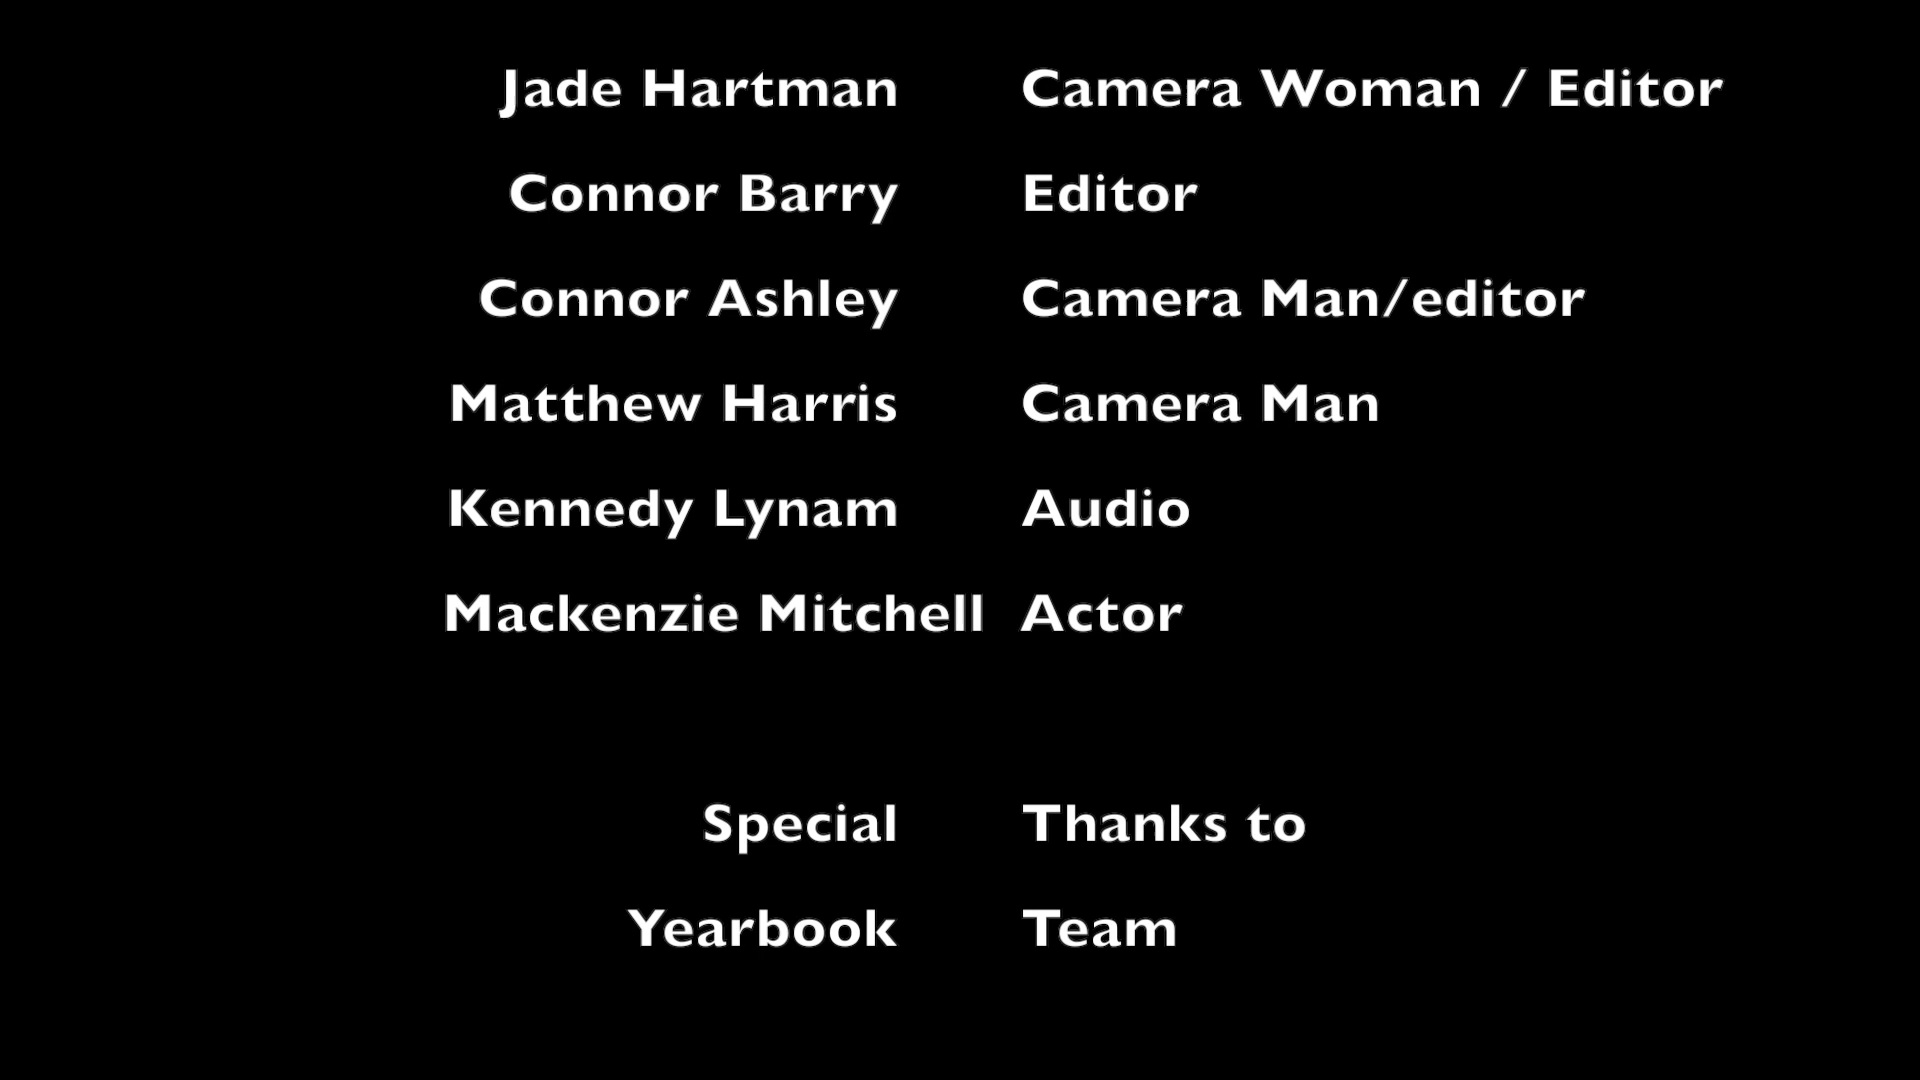 Jade Hartman Camera Woman / Editor
Connor Barry Editor
Connor Ashley Camera Man/editor
Matthew Harris Camera Man
Kennedy Lynam Audio
Mackenzie Mitchell Actor
Special Thanks to
Yearbook Team